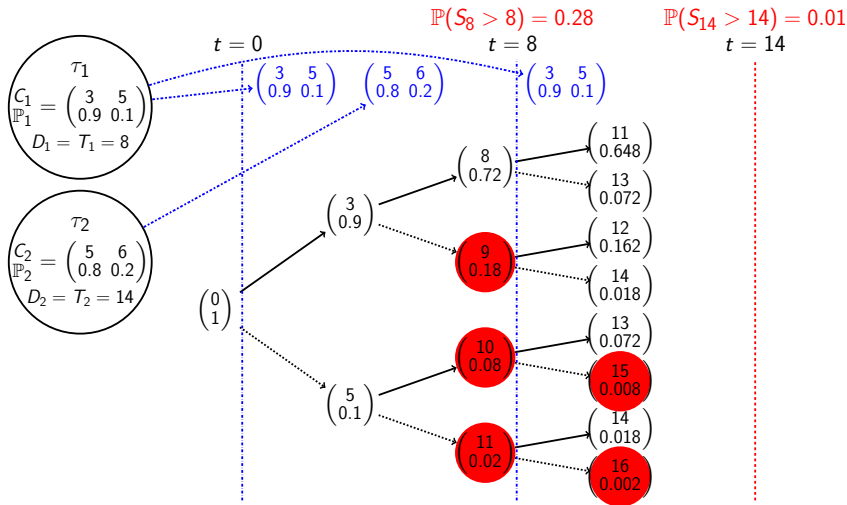 ℙ(S₈ > 8) = 0.28 ℙ(S₁₄ > 14) = 0.01
t = 0 t = 8 t = 14
τ₁
C₁ = ( 3 5
ℙ₁ 0.9 0.1 )
D₁ = T₁ = 8
( 3 5
0.9 0.1 )
( 5 6
0.8 0.2 )
( 3 5
0.9 0.1 )
τ₂
C₂ = ( 5 6
ℙ₂ 0.8 0.2 )
D₂ = T₂ = 14
( 0
1 )
( 3
0.9 )
( 5
0.1 )
( 8
0.72 )
( 9
0.18 )
( 10
0.08 )
( 11
0.02 )
( 11
0.648 )
( 13
0.072 )
( 12
0.162 )
( 14
0.018 )
( 13
0.072 )
( 15
0.008 )
( 14
0.018 )
( 16
0.002 )